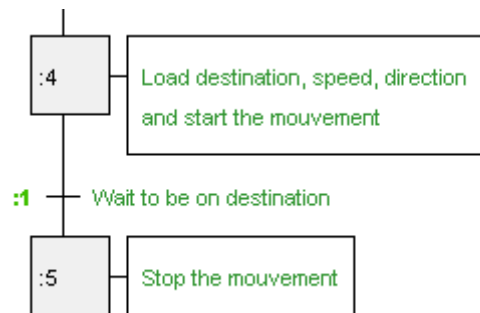 :4
Load destination, speed, direction
and start the mouvement
:1
Wait to be on destination
:5
Stop the mouvement